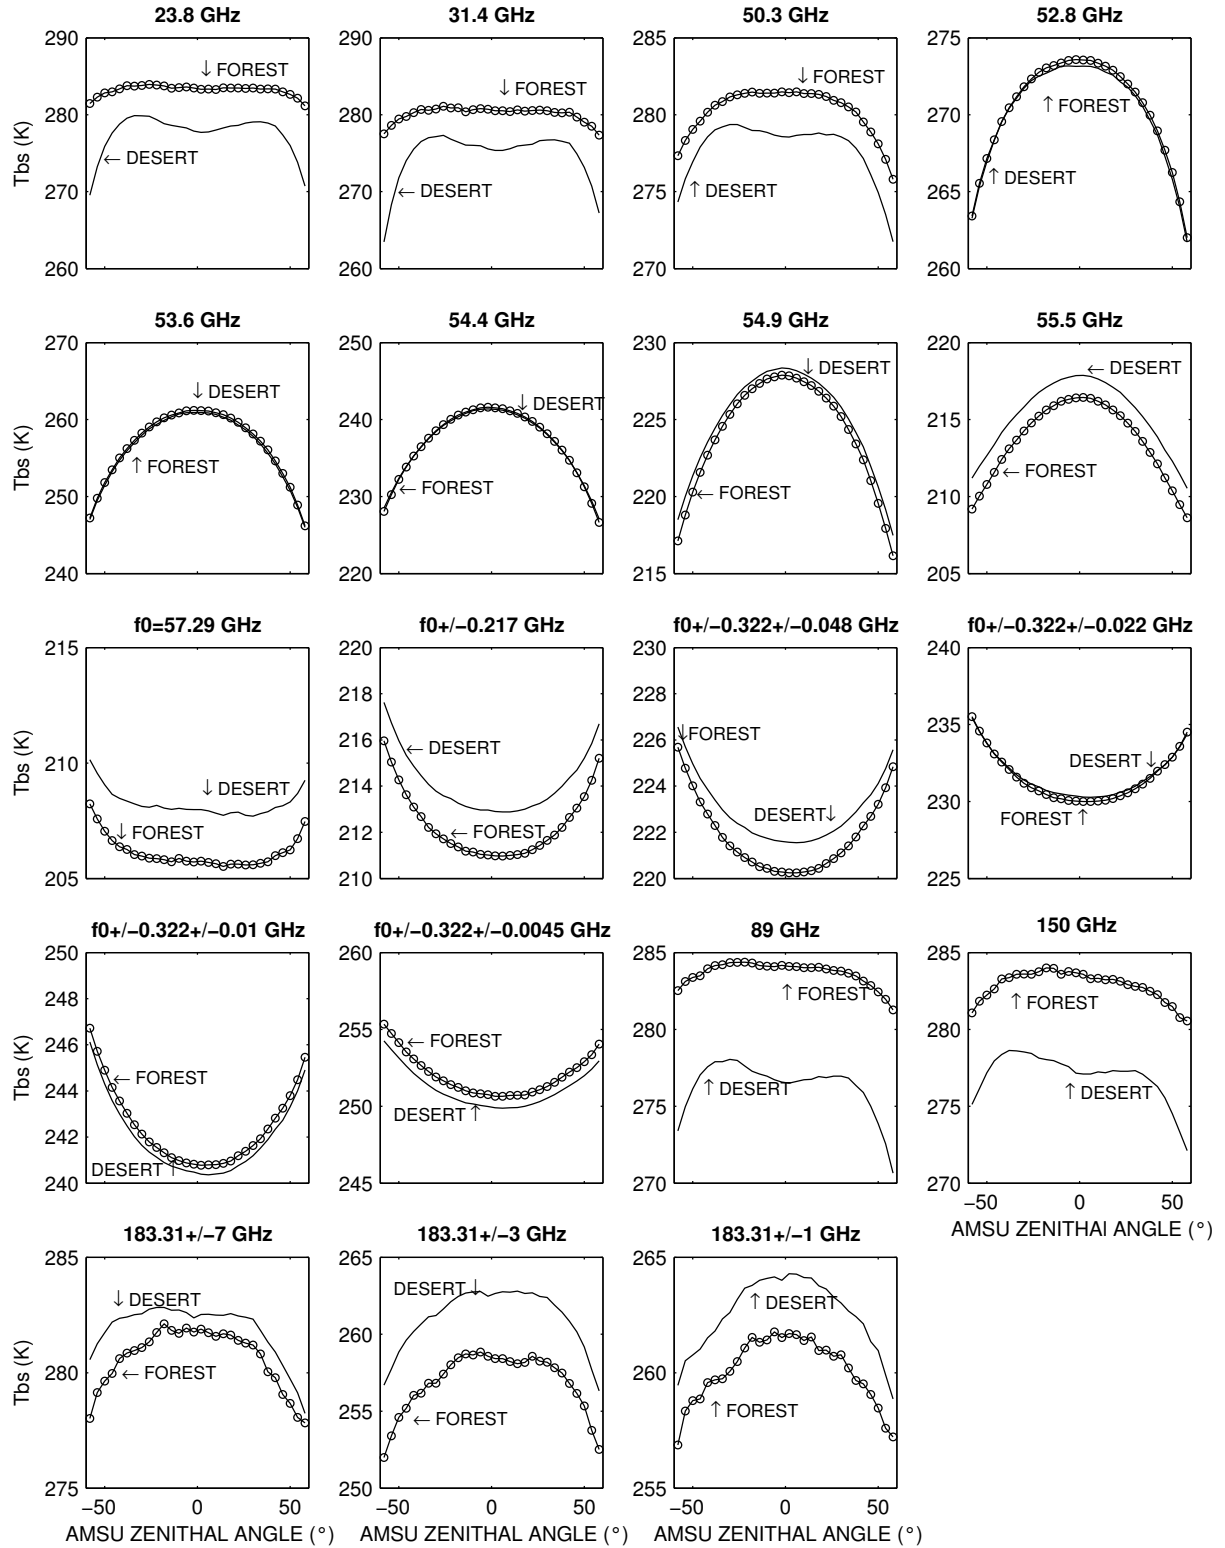 23.8 GHz
290
280
270
260
Tbs (K)
↓ FOREST
← DESERT
31.4 GHz
290
280
270
260
↓ FOREST
← DESERT
50.3 GHz
285
280
275
270
↓ FOREST
↑ DESERT
52.8 GHz
275
270
265
260
↑ FOREST
↑ DESERT
53.6 GHz
270
260
250
240
Tbs (K)
↓ DESERT
↑ FOREST
54.4 GHz
250
240
230
220
↓ DESERT
← FOREST
54.9 GHz
230
225
220
215
↓ DESERT
← FOREST
55.5 GHz
220
215
210
205
← DESERT
← FOREST
f0=57.29 GHz
215
210
205
Tbs (K)
↓ DESERT
↓ FOREST
f0+/−0.217 GHz
220
218
216
214
212
210
← DESERT
← FOREST
f0+/−0.322+/−0.048 GHz
230
228
226
224
222
220
↓FOREST
DESERT↓
f0+/−0.322+/−0.022 GHz
240
235
230
225
DESERT ↓
FOREST ↑
f0+/−0.322+/−0.01 GHz
250
248
246
244
242
240
Tbs (K)
← FOREST
DESERT ↑
f0+/−0.322+/−0.0045 GHz
260
255
250
245
← FOREST
DESERT ↑
89 GHz
285
280
275
270
↑ FOREST
↑ DESERT
150 GHz
285
280
275
270
↑ FOREST
↑ DESERT
−50 0 50
AMSU ZENITHAl ANGLE (°)
183.31+/−7 GHz
285
280
275
Tbs (K)
↓ DESERT
← FOREST
−50 0 50
AMSU ZENITHAL ANGLE (°)
183.31+/−3 GHz
265
260
255
250
DESERT ↓
← FOREST
−50 0 50
AMSU ZENITHAL ANGLE (°)
183.31+/−1 GHz
265
260
255
↑ DESERT
↑ FOREST
−50 0 50
AMSU ZENITHAL ANGLE (°)